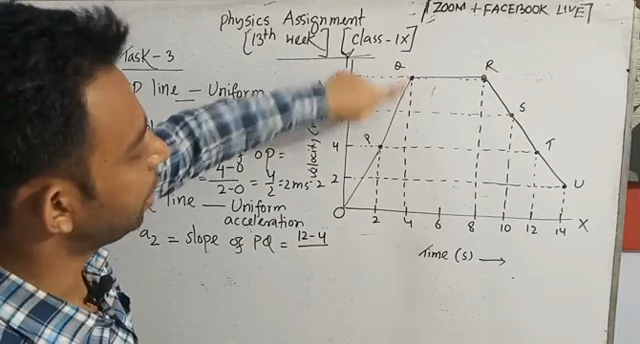 [ZOOM + FACEBOOK LIVE]
Physics Assignment
[13th week] [Class-IX]
Task-3
P line — Uniform
OP =
4-0 / 2-0 = 4/2 = 2ms-2
line — Uniform
acceleration
a2 = slope of PQ = 12-4
Q R
S
P 4 T
2 U
O 2 4 6 8 10 12 14 X
Time (s) →